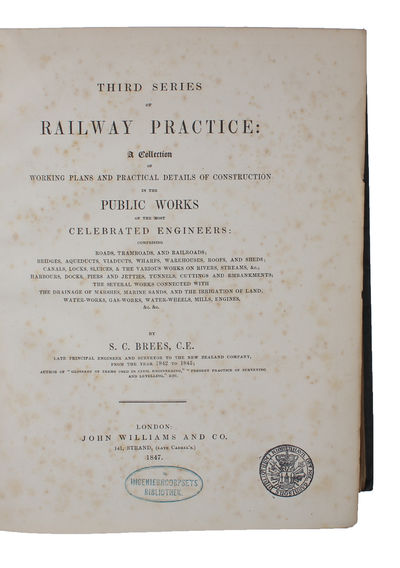 THIRD SERIES
OF
RAILWAY PRACTICE:
A Collection
OF
WORKING PLANS AND PRACTICAL DETAILS OF CONSTRUCTION
IN THE
PUBLIC WORKS
OF THE MOST
CELEBRATED ENGINEERS:
COMPRISING
ROADS, TRAMROADS, AND RAILROADS;
BRIDGES, AQUEDUCTS, VIADUCTS, WHARFS, WAREHOUSES, ROOFS, AND SHEDS;
CANALS, LOCKS, SLUICES, & THE VARIOUS WORKS ON RIVERS, STREAMS, &c.;
HARBOURS, DOCKS, PIERS AND JETTIES, TUNNELS, CUTTINGS AND EMBANKMENTS;
THE SEVERAL WORKS CONNECTED WITH
THE DRAINAGE OF MARSHES, MARINE SANDS, AND THE IRRIGATION OF LAND,
WATER-WORKS, GAS-WORKS, WATER-WHEELS, MILLS, ENGINES,
&c. &c.
BY
S. C. BREES, C.E.
LATE PRINCIPAL ENGINEER AND SURVEYOR TO THE NEW ZEALAND COMPANY,
FROM THE YEAR 1842 TO 1845;
AUTHOR OF "GLOSSARY OF TERMS USED IN CIVIL ENGINEERING," "PRESENT PRACTICE OF SURVEYING
AND LEVELLING," ETC.
LONDON:
JOHN WILLIAMS AND CO.
141, STRAND, (LATE CADELL'S.)
1847.
INGENIEURCORPSETS
BIBLIOTHEK.